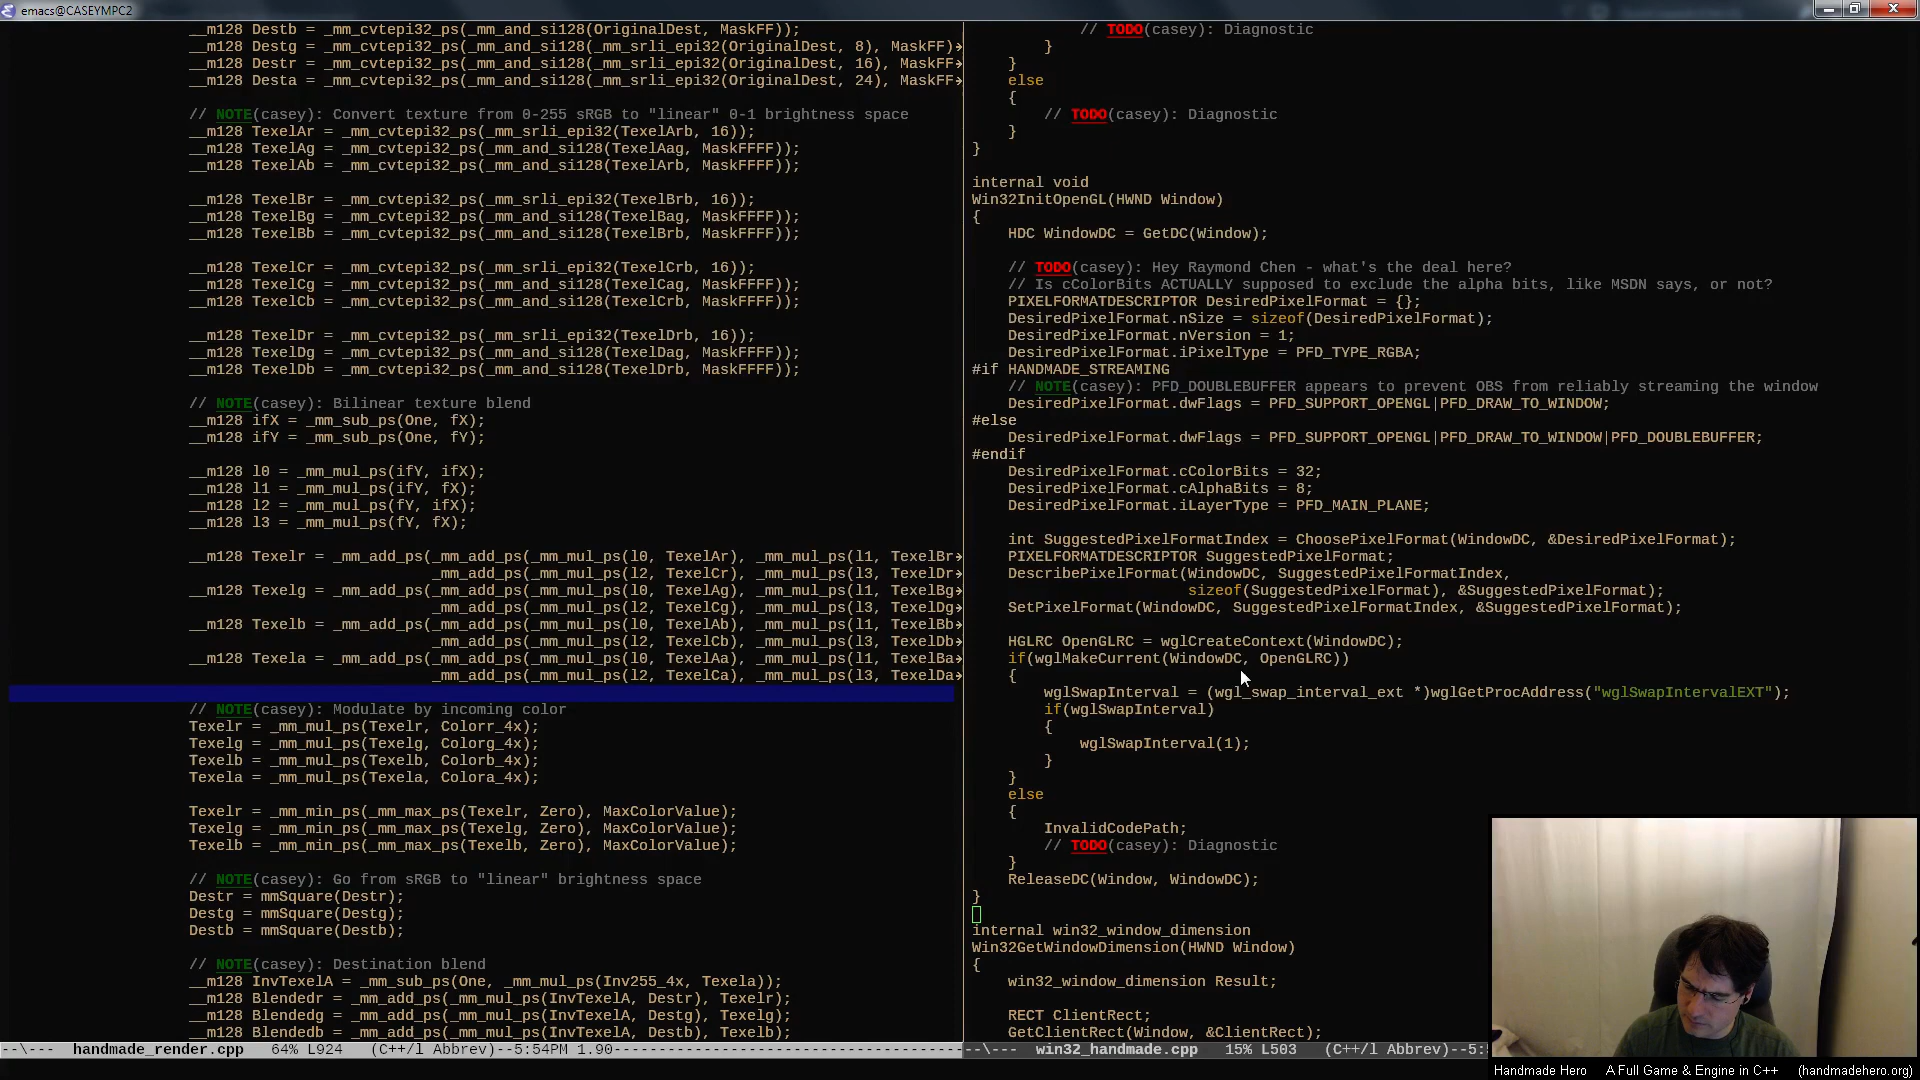 emacs@CASEYMPC2
__m128 Destb = _mm_cvtepi32_ps(_mm_and_si128(OriginalDest, MaskFF));
__m128 Destg = _mm_cvtepi32_ps(_mm_and_si128(_mm_srli_epi32(OriginalDest, 8), MaskFF)
__m128 Destr = _mm_cvtepi32_ps(_mm_and_si128(_mm_srli_epi32(OriginalDest, 16), MaskFF
__m128 Desta = _mm_cvtepi32_ps(_mm_and_si128(_mm_srli_epi32(OriginalDest, 24), MaskFF
// NOTE(casey): Convert texture from 0-255 sRGB to "linear" 0-1 brightness space
__m128 TexelAr = _mm_cvtepi32_ps(_mm_srli_epi32(TexelArb, 16));
__m128 TexelAg = _mm_cvtepi32_ps(_mm_and_si128(TexelAag, MaskFFFF));
__m128 TexelAb = _mm_cvtepi32_ps(_mm_and_si128(TexelArb, MaskFFFF));
__m128 TexelBr = _mm_cvtepi32_ps(_mm_srli_epi32(TexelBrb, 16));
__m128 TexelBg = _mm_cvtepi32_ps(_mm_and_si128(TexelBag, MaskFFFF));
__m128 TexelBb = _mm_cvtepi32_ps(_mm_and_si128(TexelBrb, MaskFFFF));
__m128 TexelCr = _mm_cvtepi32_ps(_mm_srli_epi32(TexelCrb, 16));
__m128 TexelCg = _mm_cvtepi32_ps(_mm_and_si128(TexelCag, MaskFFFF));
__m128 TexelCb = _mm_cvtepi32_ps(_mm_and_si128(TexelCrb, MaskFFFF));
__m128 TexelDr = _mm_cvtepi32_ps(_mm_srli_epi32(TexelDrb, 16));
__m128 TexelDg = _mm_cvtepi32_ps(_mm_and_si128(TexelDag, MaskFFFF));
__m128 TexelDb = _mm_cvtepi32_ps(_mm_and_si128(TexelDrb, MaskFFFF));
// NOTE(casey): Bilinear texture blend
__m128 ifX = _mm_sub_ps(One, fX);
__m128 ifY = _mm_sub_ps(One, fY);
__m128 l0 = _mm_mul_ps(ifY, ifX);
__m128 l1 = _mm_mul_ps(ifY, fX);
__m128 l2 = _mm_mul_ps(fY, ifX);
__m128 l3 = _mm_mul_ps(fY, fX);
__m128 Texelr = _mm_add_ps(_mm_add_ps(_mm_mul_ps(l0, TexelAr), _mm_mul_ps(l1, TexelBr
_mm_add_ps(_mm_mul_ps(l2, TexelCr), _mm_mul_ps(l3, TexelDr
__m128 Texelg = _mm_add_ps(_mm_add_ps(_mm_mul_ps(l0, TexelAg), _mm_mul_ps(l1, TexelBg
_mm_add_ps(_mm_mul_ps(l2, TexelCg), _mm_mul_ps(l3, TexelDg
__m128 Texelb = _mm_add_ps(_mm_add_ps(_mm_mul_ps(l0, TexelAb), _mm_mul_ps(l1, TexelBb
_mm_add_ps(_mm_mul_ps(l2, TexelCb), _mm_mul_ps(l3, TexelDb
__m128 Texela = _mm_add_ps(_mm_add_ps(_mm_mul_ps(l0, TexelAa), _mm_mul_ps(l1, TexelBa
_mm_add_ps(_mm_mul_ps(l2, TexelCa), _mm_mul_ps(l3, TexelDa
// NOTE(casey): Modulate by incoming color
Texelr = _mm_mul_ps(Texelr, Colorr_4x);
Texelg = _mm_mul_ps(Texelg, Colorg_4x);
Texelb = _mm_mul_ps(Texelb, Colorb_4x);
Texela = _mm_mul_ps(Texela, Colora_4x);
Texelr = _mm_min_ps(_mm_max_ps(Texelr, Zero), MaxColorValue);
Texelg = _mm_min_ps(_mm_max_ps(Texelg, Zero), MaxColorValue);
Texelb = _mm_min_ps(_mm_max_ps(Texelb, Zero), MaxColorValue);
// NOTE(casey): Go from sRGB to "linear" brightness space
Destr = mmSquare(Destr);
Destg = mmSquare(Destg);
Destb = mmSquare(Destb);
// NOTE(casey): Destination blend
__m128 InvTexelA = _mm_sub_ps(One, _mm_mul_ps(Inv255_4x, Texela));
__m128 Blendedr = _mm_add_ps(_mm_mul_ps(InvTexelA, Destr), Texelr);
__m128 Blendedg = _mm_add_ps(_mm_mul_ps(InvTexelA, Destg), Texelg);
__m128 Blendedb = _mm_add_ps(_mm_mul_ps(InvTexelA, Destb), Texelb);
--\--- handmade_render.cpp 64% L924 (C++/l Abbrev)--5:54PM 1.90
// TODO(casey): Diagnostic
}
}
else
{
// TODO(casey): Diagnostic
}
}
internal void
Win32InitOpenGL(HWND Window)
{
HDC WindowDC = GetDC(Window);
// TODO(casey): Hey Raymond Chen - what's the deal here?
// Is cColorBits ACTUALLY supposed to exclude the alpha bits, like MSDN says, or not?
PIXELFORMATDESCRIPTOR DesiredPixelFormat = {};
DesiredPixelFormat.nSize = sizeof(DesiredPixelFormat);
DesiredPixelFormat.nVersion = 1;
DesiredPixelFormat.iPixelType = PFD_TYPE_RGBA;
#if HANDMADE_STREAMING
// NOTE(casey): PFD_DOUBLEBUFFER appears to prevent OBS from reliably streaming the window
DesiredPixelFormat.dwFlags = PFD_SUPPORT_OPENGL|PFD_DRAW_TO_WINDOW;
#else
DesiredPixelFormat.dwFlags = PFD_SUPPORT_OPENGL|PFD_DRAW_TO_WINDOW|PFD_DOUBLEBUFFER;
#endif
DesiredPixelFormat.cColorBits = 32;
DesiredPixelFormat.cAlphaBits = 8;
DesiredPixelFormat.iLayerType = PFD_MAIN_PLANE;
int SuggestedPixelFormatIndex = ChoosePixelFormat(WindowDC, &DesiredPixelFormat);
PIXELFORMATDESCRIPTOR SuggestedPixelFormat;
DescribePixelFormat(WindowDC, SuggestedPixelFormatIndex,
sizeof(SuggestedPixelFormat), &SuggestedPixelFormat);
SetPixelFormat(WindowDC, SuggestedPixelFormatIndex, &SuggestedPixelFormat);
HGLRC OpenGLRC = wglCreateContext(WindowDC);
if(wglMakeCurrent(WindowDC, OpenGLRC))
{
wglSwapInterval = (wgl_swap_interval_ext *)wglGetProcAddress("wglSwapIntervalEXT");
if(wglSwapInterval)
{
wglSwapInterval(1);
}
}
else
{
InvalidCodePath;
// TODO(casey): Diagnostic
}
ReleaseDC(Window, WindowDC);
}
internal win32_window_dimension
Win32GetWindowDimension(HWND Window)
{
win32_window_dimension Result;
RECT ClientRect;
GetClientRect(Window, &ClientRect);
--\--- win32_handmade.cpp 15% L503 (C++/l Abbrev)--5:
Handmade Hero A Full Game & Engine in C++ (handmadehero.org)